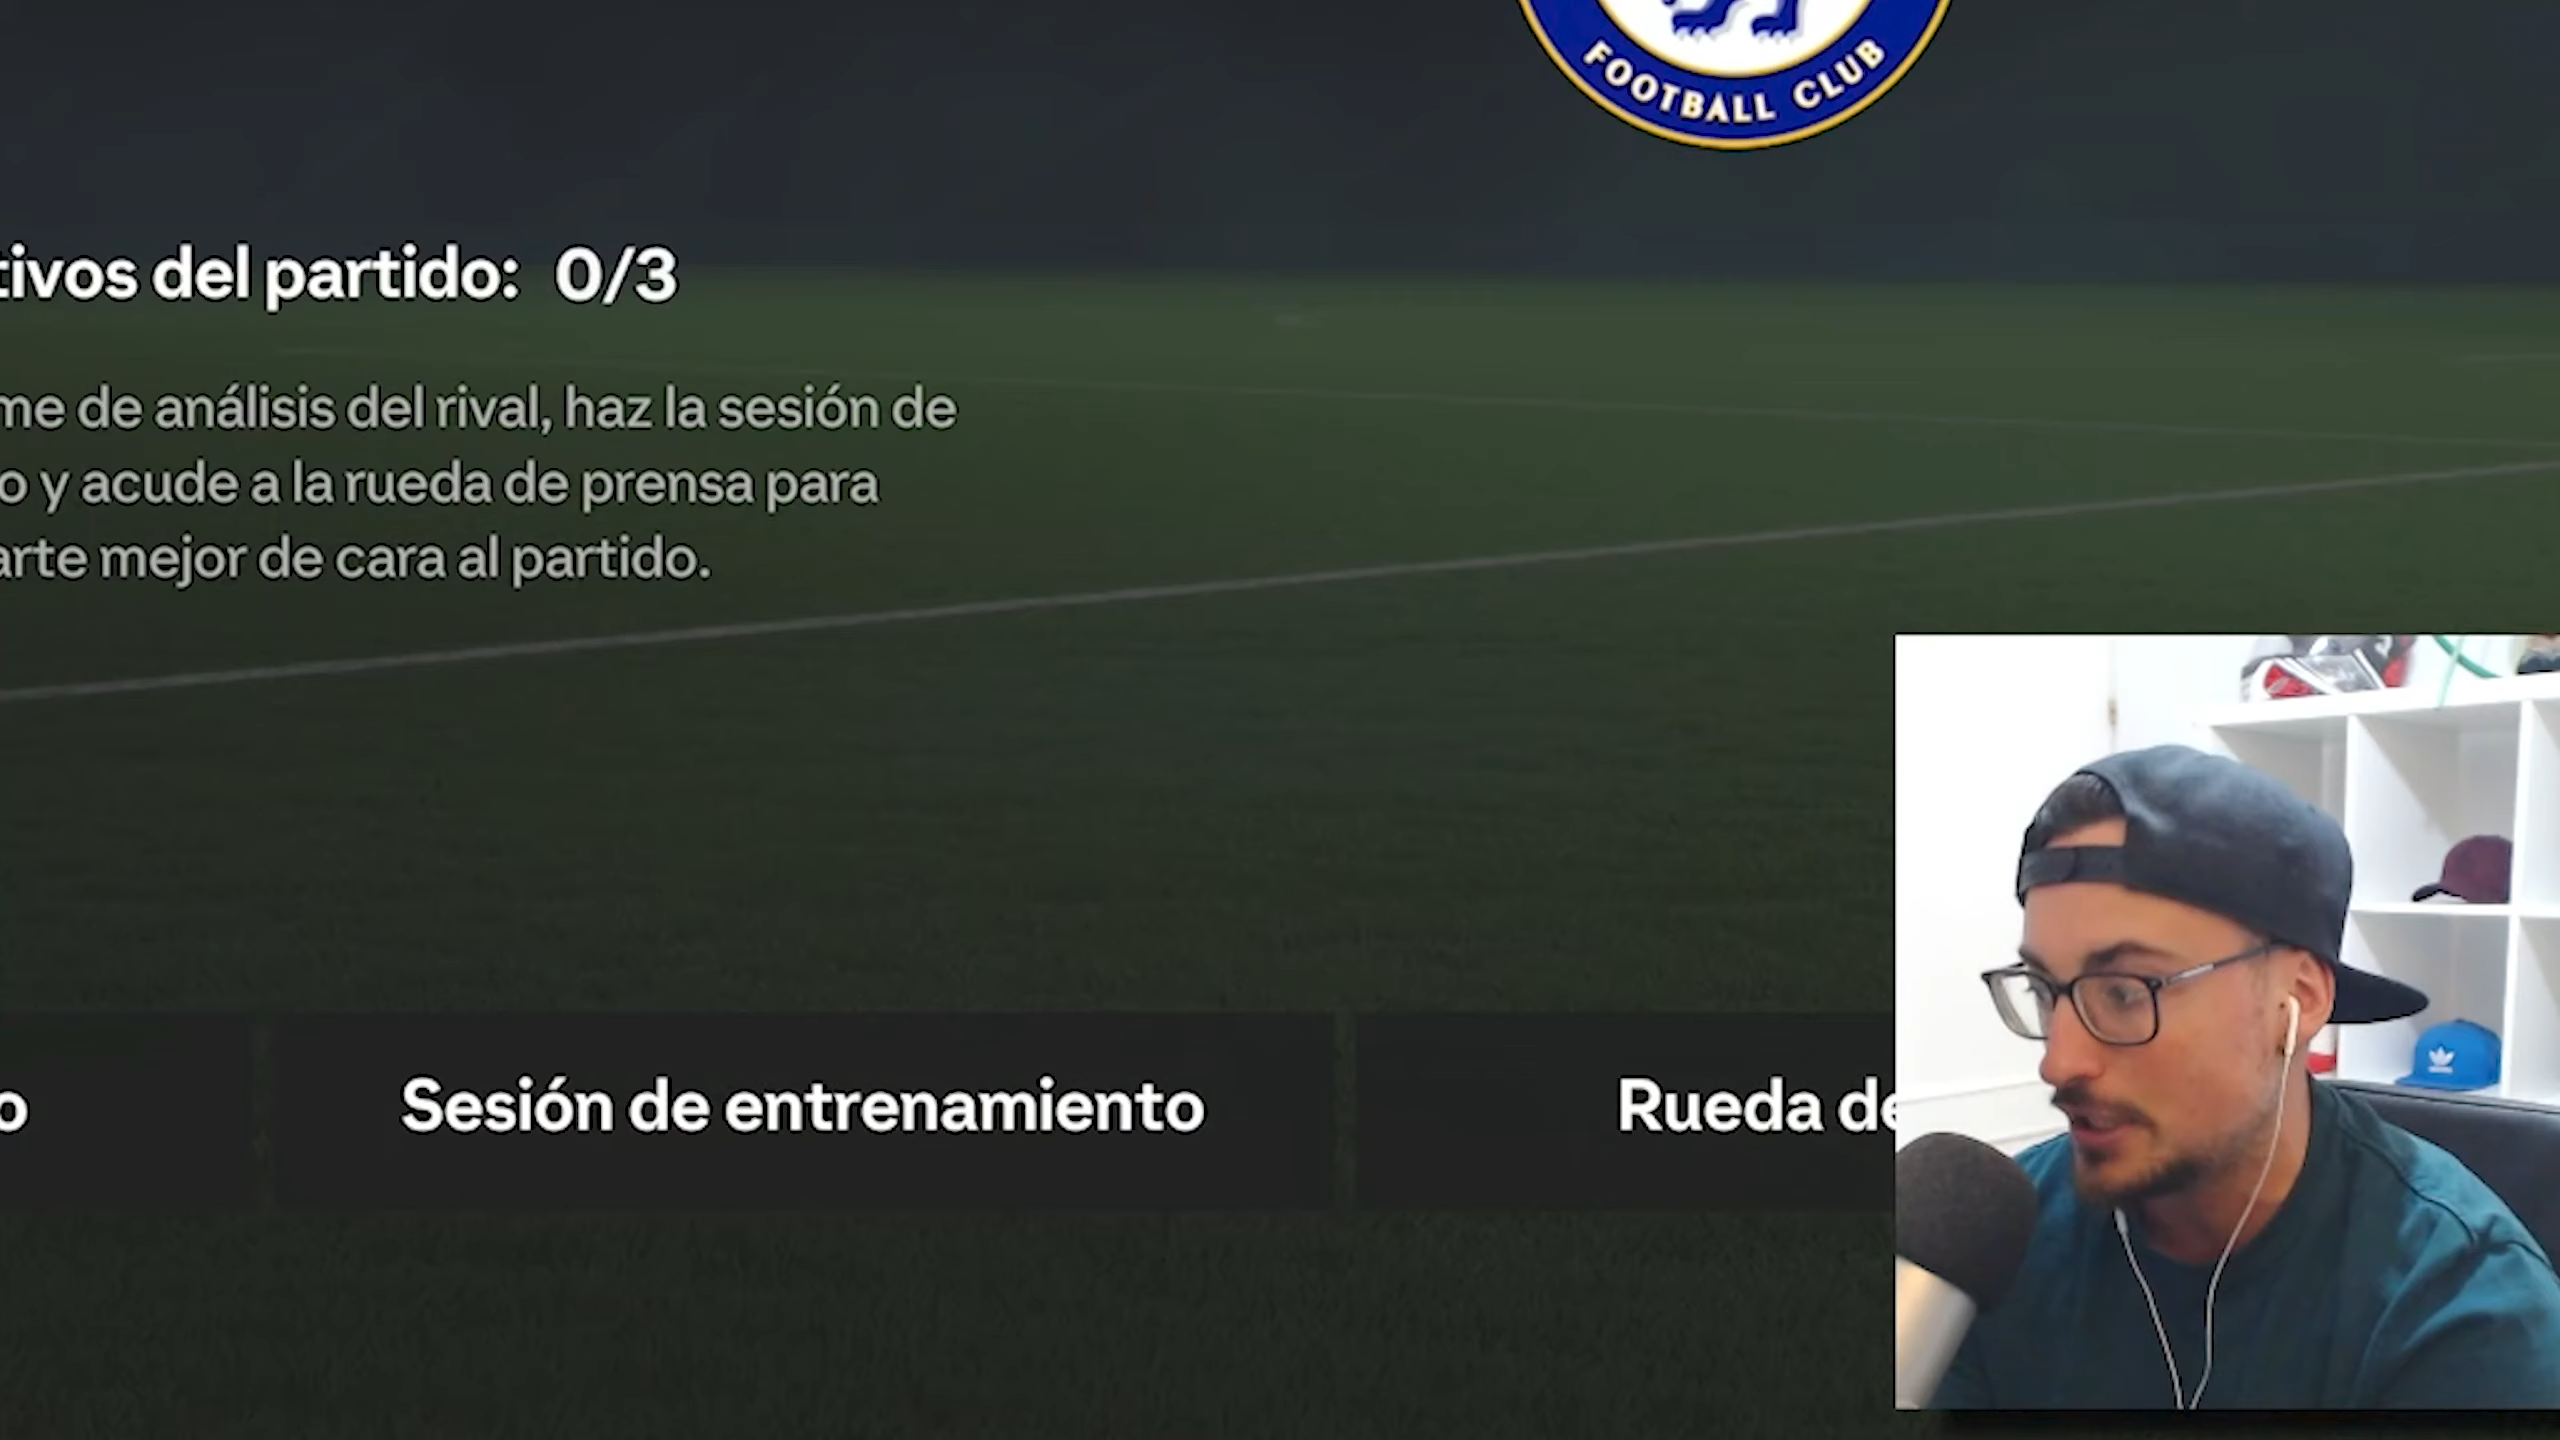 FOOTBALL CLUB
tivos del partido: 0/3
me de análisis del rival, haz la sesión de
o y acude a la rueda de prensa para
arte mejor de cara al partido.
o
Sesión de entrenamiento
Rueda de